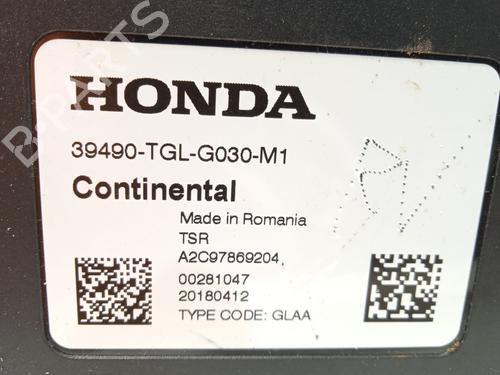 B-PARTS
HONDA
39490-TGL-G030-M1
Continental
Made in Romania
TSR
A2C97869204,
00281047
20180412
TYPE CODE: GLAA